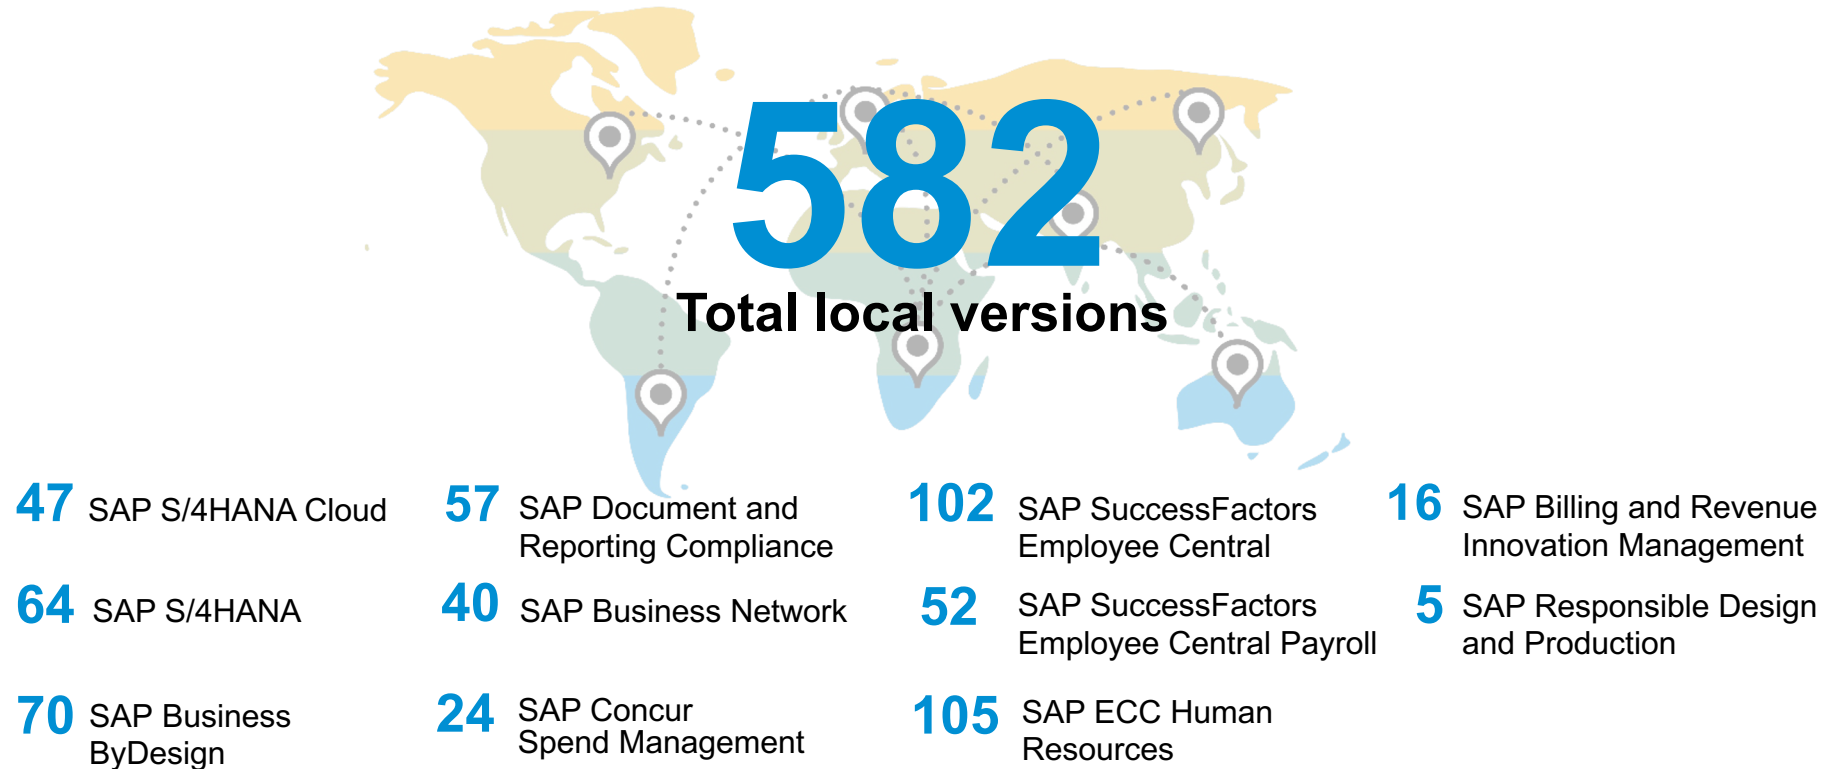 582
Total local versions
47 SAP S/4HANA Cloud
64 SAP S/4HANA
70 SAP Business
ByDesign
57 SAP Document and
Reporting Compliance
40 SAP Business Network
24 SAP Concur
Spend Management
102 SAP SuccessFactors
Employee Central
52 SAP SuccessFactors
Employee Central Payroll
105 SAP ECC Human
Resources
16 SAP Billing and Revenue
Innovation Management
5 SAP Responsible Design
and Production